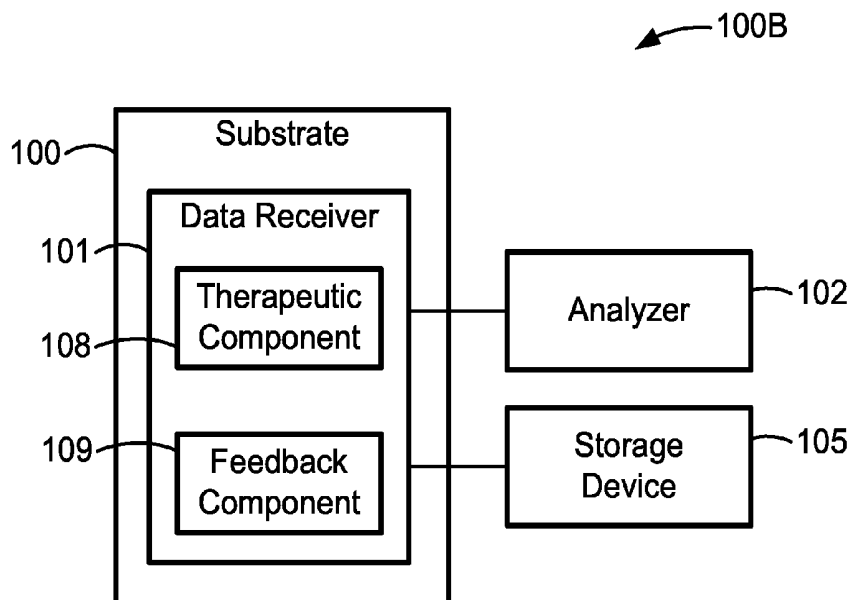 100B
Substrate
100
Data Receiver
101
Therapeutic
Component
108
Analyzer
102
109
Feedback
Component
Storage
Device
105